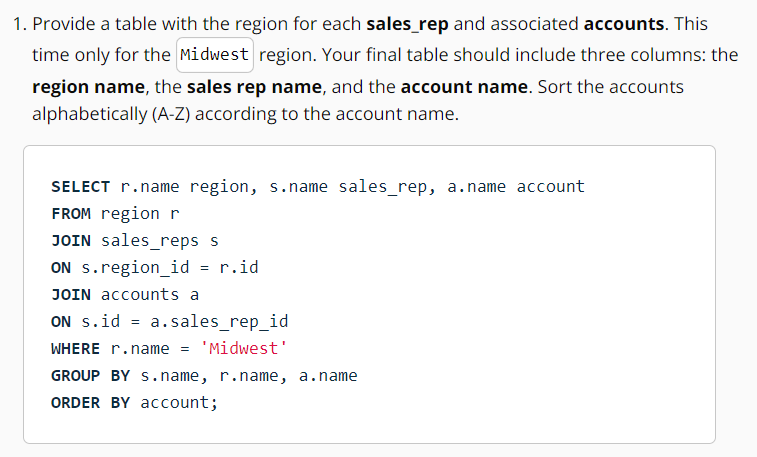 1. Provide a table with the region for each sales_rep and associated accounts. This
time only for the Midwest region. Your final table should include three columns: the
region name, the sales rep name, and the account name. Sort the accounts
alphabetically (A-Z) according to the account name.
SELECT r.name region, s.name sales_rep, a.name account
FROM region r
JOIN sales_reps s
ON s.region_id = r.id
JOIN accounts a
ON s.id = a.sales_rep_id
WHERE r.name = 'Midwest'
GROUP BY s.name, r.name, a.name
ORDER BY account;